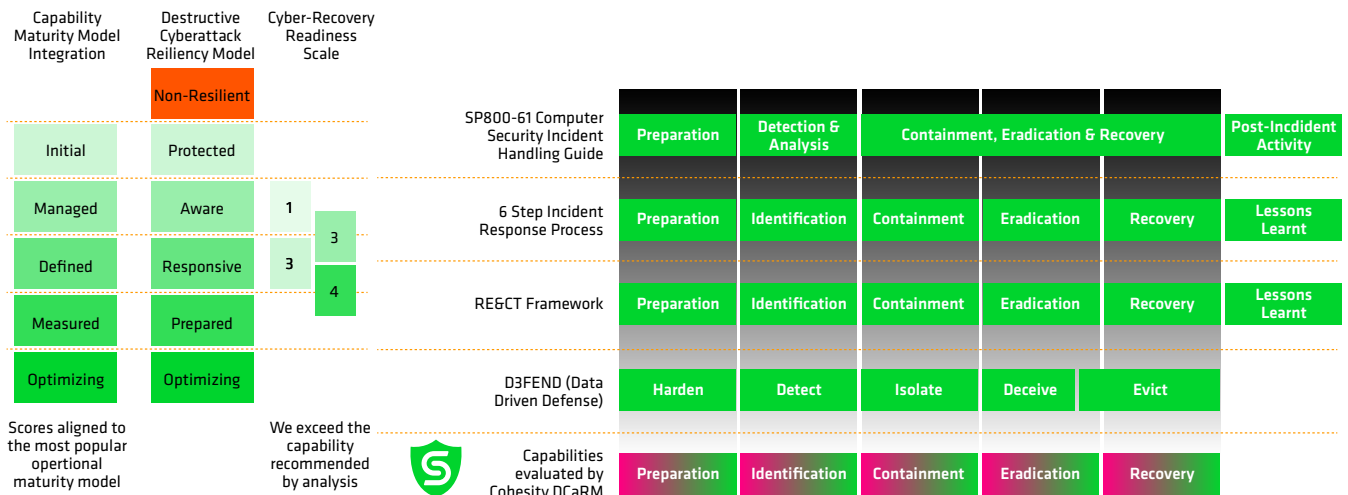 Capability
Maturity Model
Integration
Destructive
Cyberattack
Reiliency Model
Cyber-Recovery
Readiness
Scale
Non-Resilient
Initial
Protected
Managed
Aware
1
3
Defined
Responsive
3
4
Measured
Prepared
Optimizing
Optimizing
Scores aligned to
the most popular
opertional
maturity model
We exceed the
capability
recommended
by analysis
SP800-61 Computer
Security Incident
Handling Guide
Preparation
Detection &
Analysis
Containment, Eradication & Recovery
Post-Incdident
Activity
6 Step Incident
Response Process
Preparation
Identification
Containment
Eradication
Recovery
Lessons
Learnt
RE&CT Framework
Preparation
Identification
Containment
Eradication
Recovery
Lessons
Learnt
D3FEND (Data
Driven Defense)
Harden
Detect
Isolate
Deceive
Evict
S
Capabilities
evaluated by
Cohesity DCaRM
Preparation
Identification
Containment
Eradication
Recovery